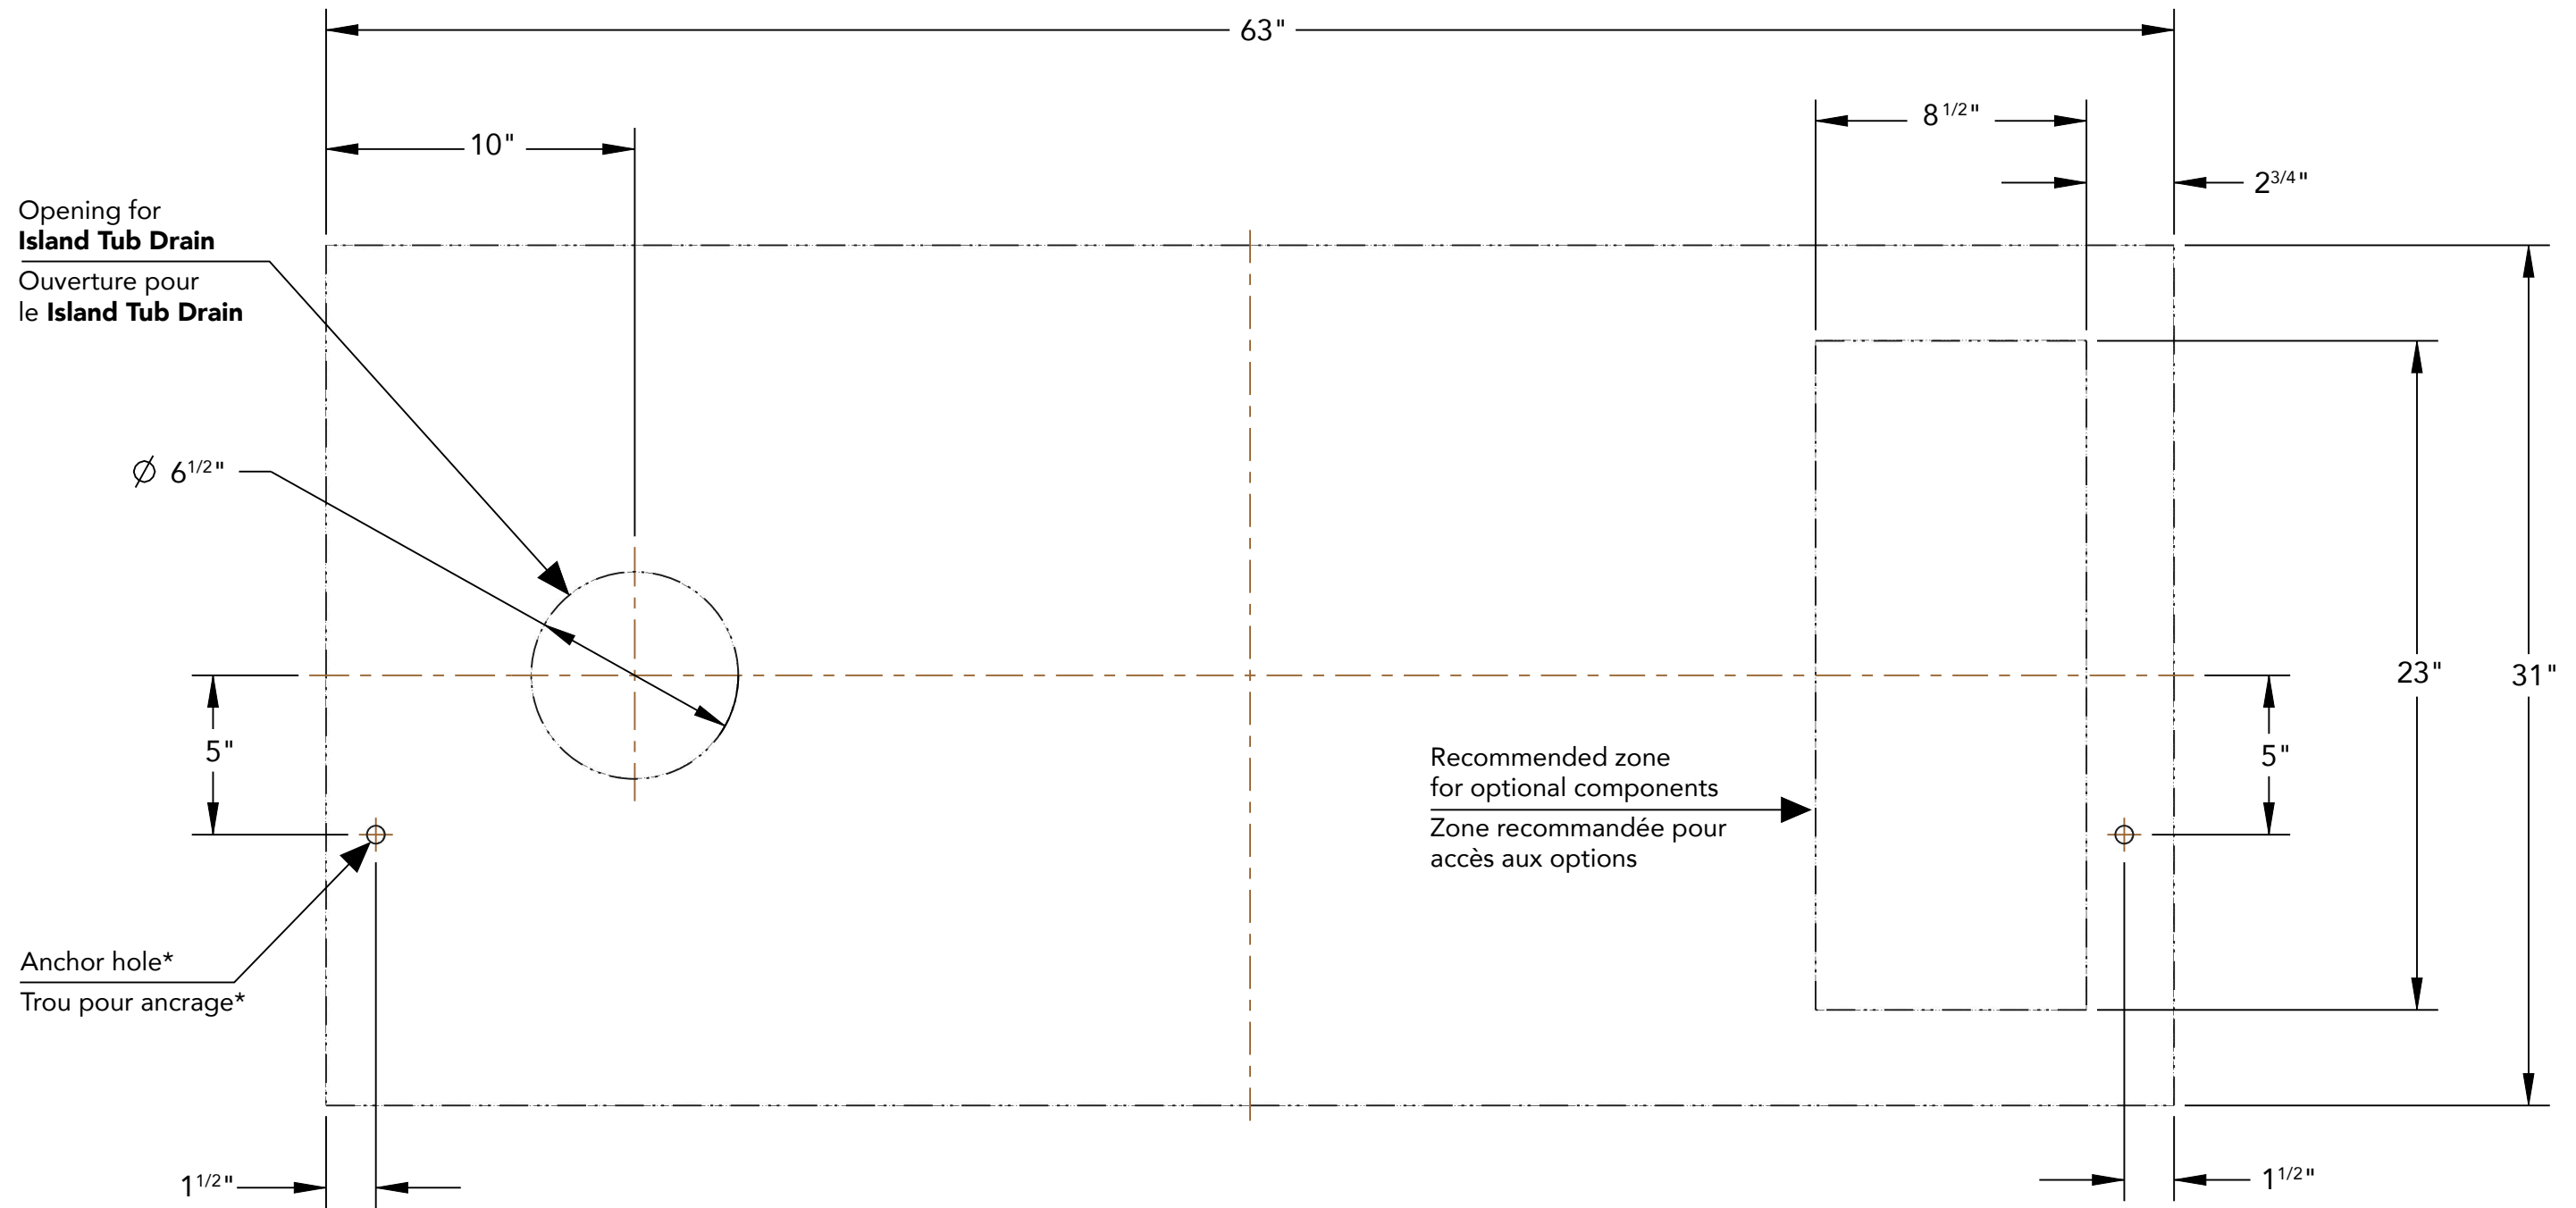 63"
8 1/2"
10"
2 3/4"
Opening for
Island Tub Drain
Ouverture pour
le Island Tub Drain
Ø 6 1/2"
23"
31"
5"
5"
Recommended zone
for optional components
Zone recommandée pour
accès aux options
Anchor hole*
Trou pour ancrage*
1 1/2"
1 1/2"